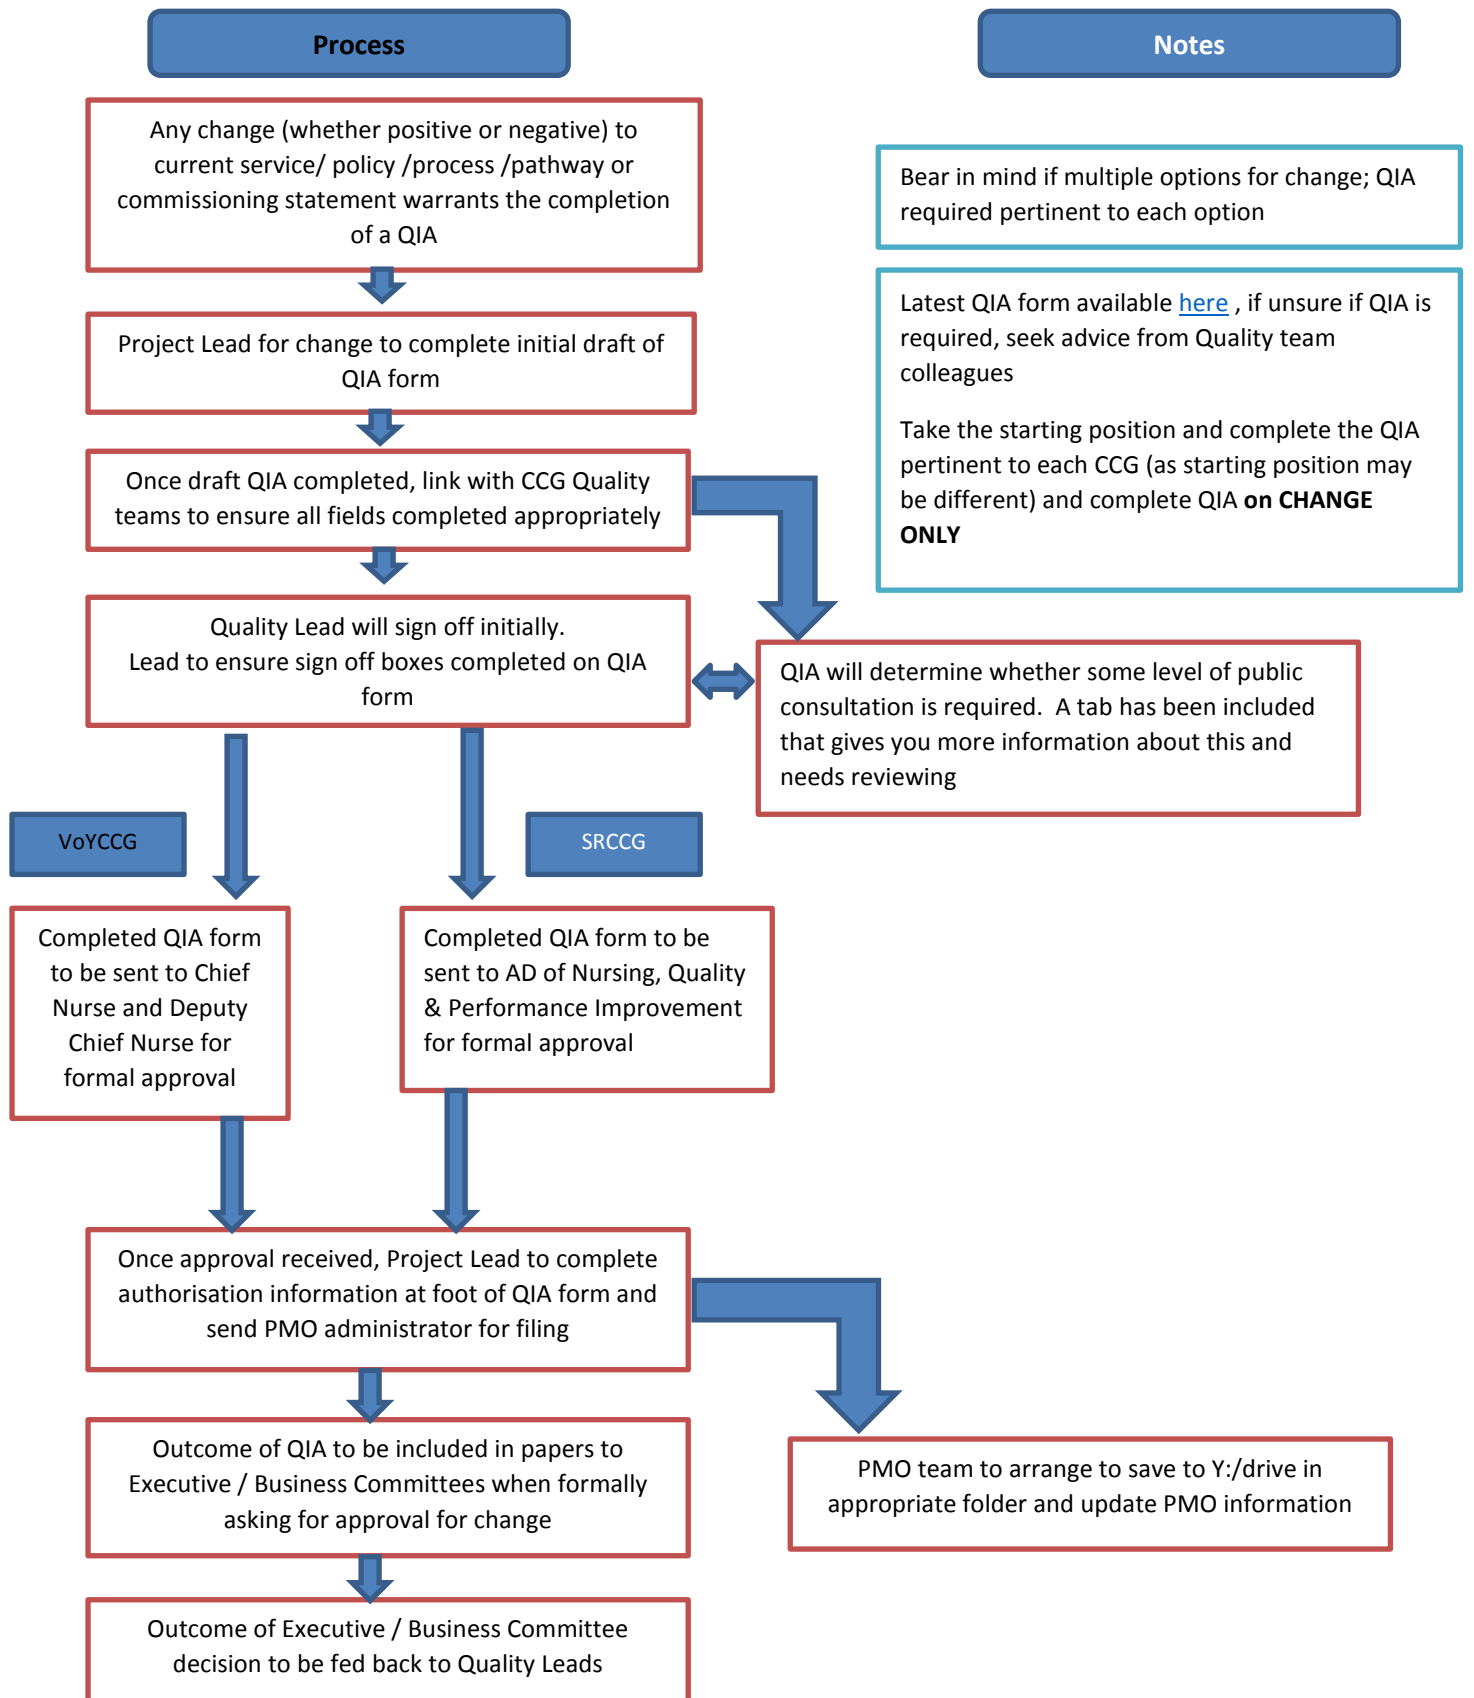 Process
Notes
Any change (whether positive or negative) to
current service/ policy /process /pathway or
commissioning statement warrants the completion
of a QIA
Bear in mind if multiple options for change; QIA
required pertinent to each option
Latest QIA form available here , if unsure if QIA is
required, seek advice from Quality team
colleagues
Take the starting position and complete the QIA
pertinent to each CCG (as starting position may
be different) and complete QIA on CHANGE
ONLY
Project Lead for change to complete initial draft of
QIA form
Once draft QIA completed, link with CCG Quality
teams to ensure all fields completed appropriately
Quality Lead will sign off initially.
Lead to ensure sign off boxes completed on QIA
form
QIA will determine whether some level of public
consultation is required.  A tab has been included
that gives you more information about this and
needs reviewing
VoYCCG
SRCCG
Completed QIA form
to be sent to Chief
Nurse and Deputy
Chief Nurse for
formal approval
Completed QIA form to be
sent to AD of Nursing, Quality
& Performance Improvement
for formal approval
Once approval received, Project Lead to complete
authorisation information at foot of QIA form and
send PMO administrator for filing
Outcome of QIA to be included in papers to
Executive / Business Committees when formally
asking for approval for change
PMO team to arrange to save to Y:/drive in
appropriate folder and update PMO information
Outcome of Executive / Business Committee
decision to be fed back to Quality Leads